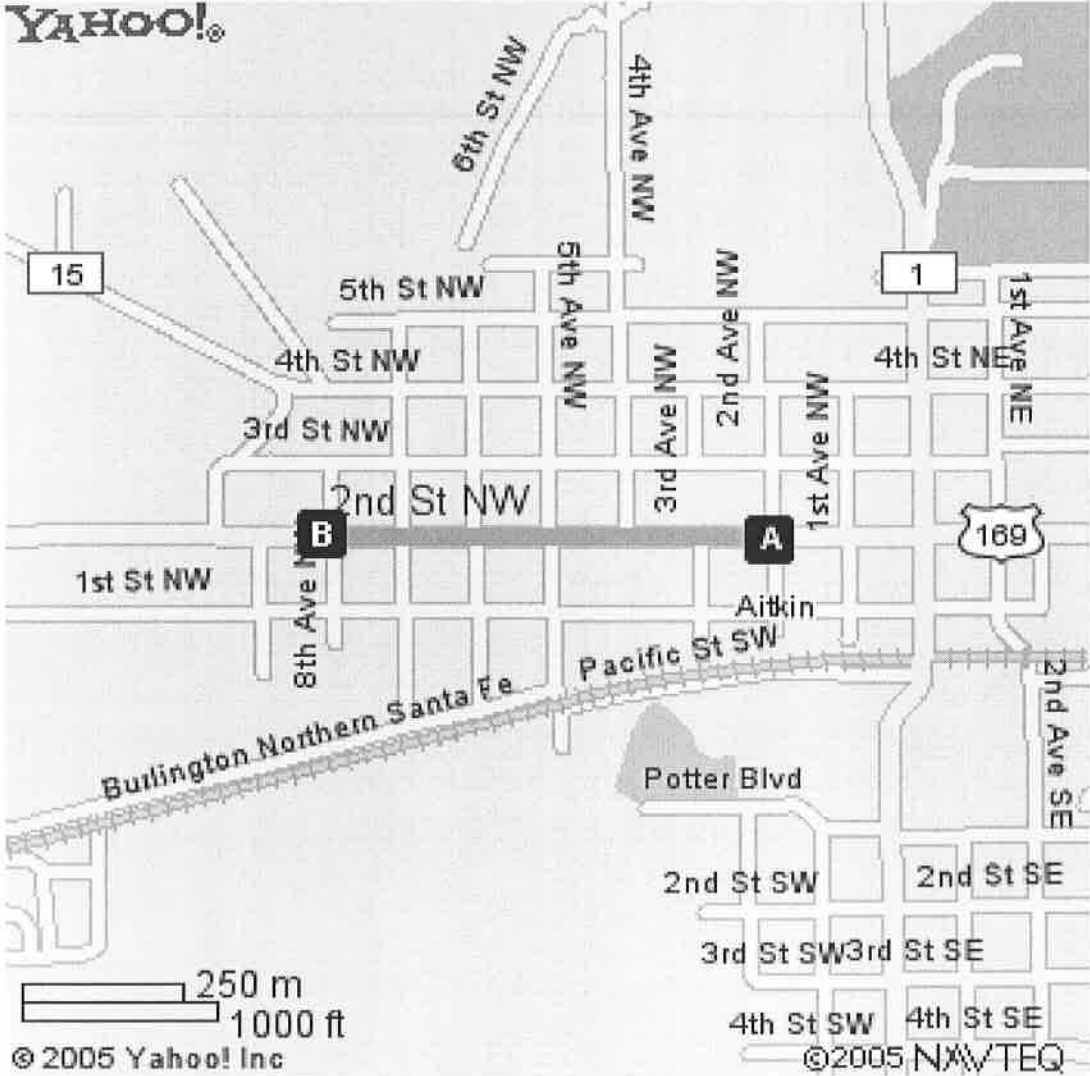 YAHOO!®
6th St NW
4th Ave NW
15
5th St NW
5th Ave NW
2nd Ave NW
1
1st Ave NE
4th St NW
4th St NE
3rd St NW
3rd Ave NW
1st Ave NW
2nd St NW
B
A
169
1st St NW
8th Ave N
Aitkin
Pacific St SW
Burlington Northern Santa Fe
2nd Ave SE
Potter Blvd
2nd St SW
2nd St SE
3rd St SW
3rd St SE
250 m
1000 ft
4th St SW
4th St SE
© 2005 Yahoo! Inc
©2005 NAVTEQ